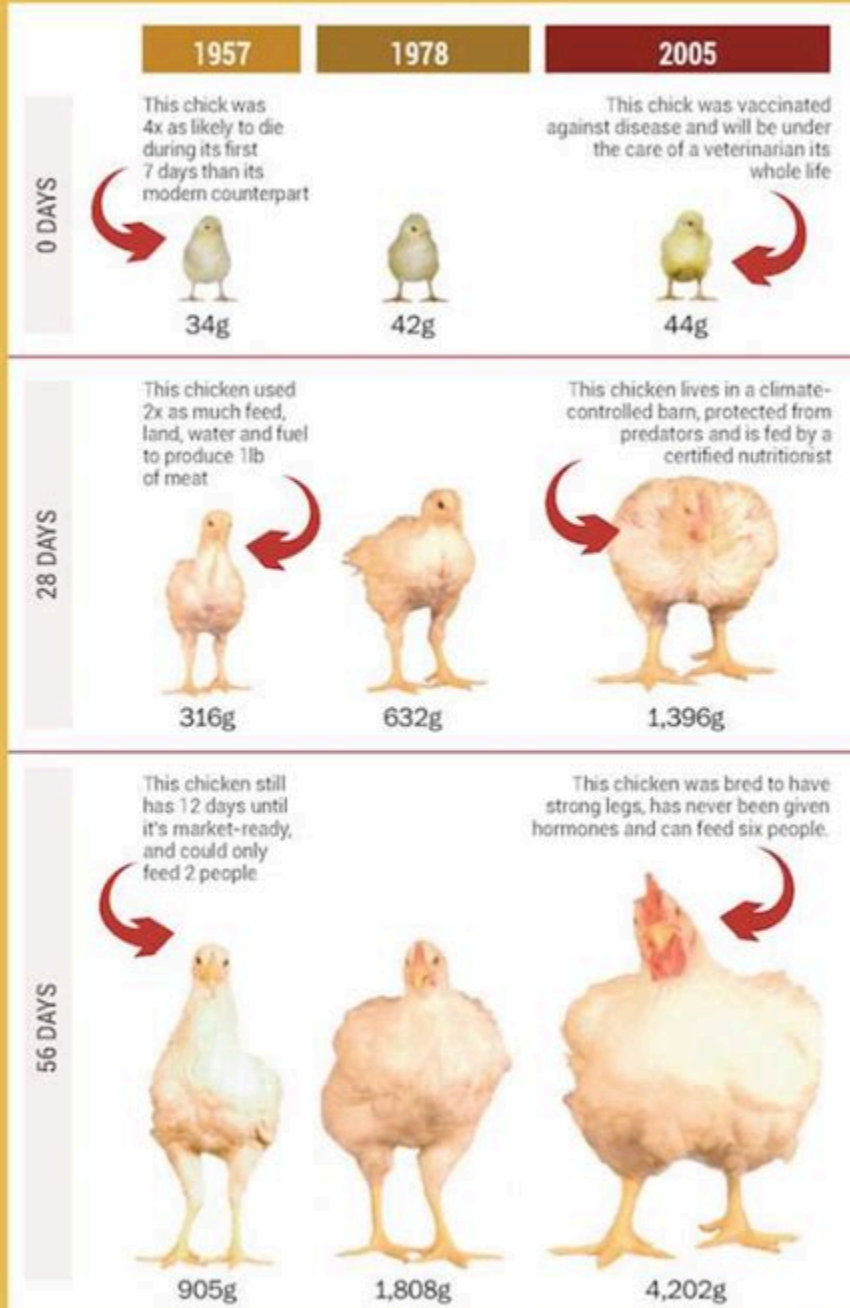 1957
1978
2005
0 DAYS
This chick was
4x as likely to die
during its first
7 days than its
modern counterpart
This chick was vaccinated
against disease and will be under
the care of a veterinarian its
whole life
34g
42g
44g
28 DAYS
This chicken used
2x as much feed,
land, water and fuel
to produce 1lb
of meat
This chicken lives in a climate-
controlled barn, protected from
predators and is fed by a
certified nutritionist
316g
632g
1,396g
56 DAYS
This chicken still
has 12 days until
it's market-ready,
and could only
feed 2 people
This chicken was bred to have
strong legs, has never been given
hormones and can feed six people.
905g
1,808g
4,202g